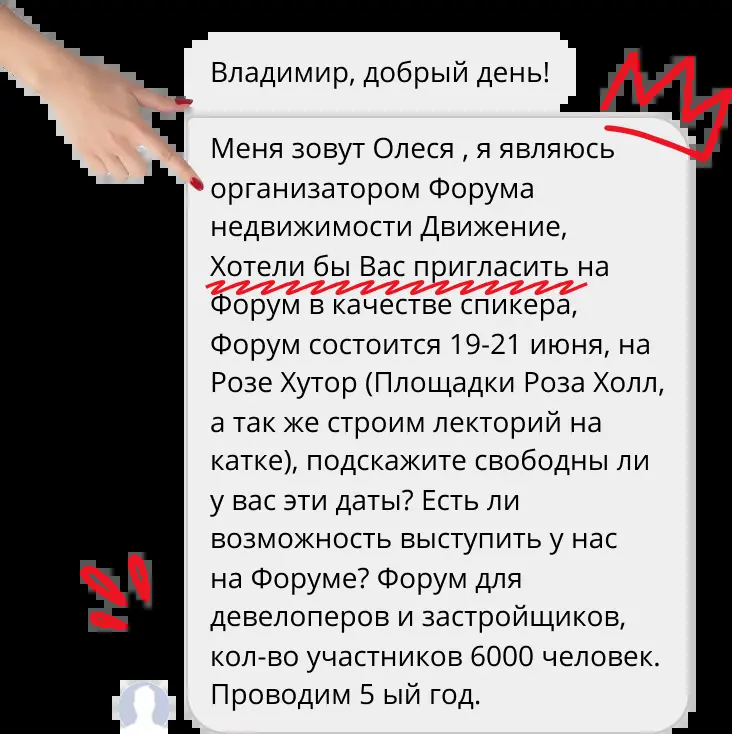 Владимир, добрый день!
Меня зовут Олеся , я являюсь
организатором Форума
недвижимости Движение,
Хотели бы Вас пригласить на
Форум в качестве спикера,
Форум состоится 19-21 июня, на
Розе Хутор (Площадки Роза Холл,
а так же строим лекторий на
катке), подскажите свободны ли
у вас эти даты? Есть ли
возможность выступить у нас
на Форуме? Форум для
девелоперов и застройщиков,
кол-во участников 6000 человек.
Проводим 5 ый год.